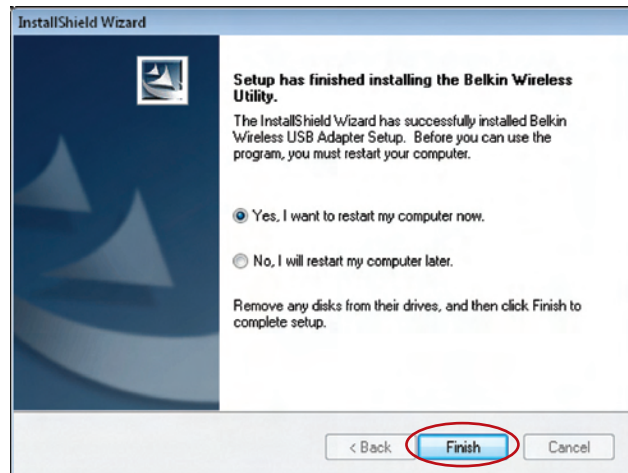 InstallShield Wizard
Setup has finished installing the Belkin Wireless
Utility.
The InstallShield Wizard has successfully installed Belkin
Wireless USB Adapter Setup.  Before you can use the
program, you must restart your computer.
Yes, I want to restart my computer now.
No, I will restart my computer later.
Remove any disks from their drives, and then click Finish to
complete setup.
< Back Finish Cancel